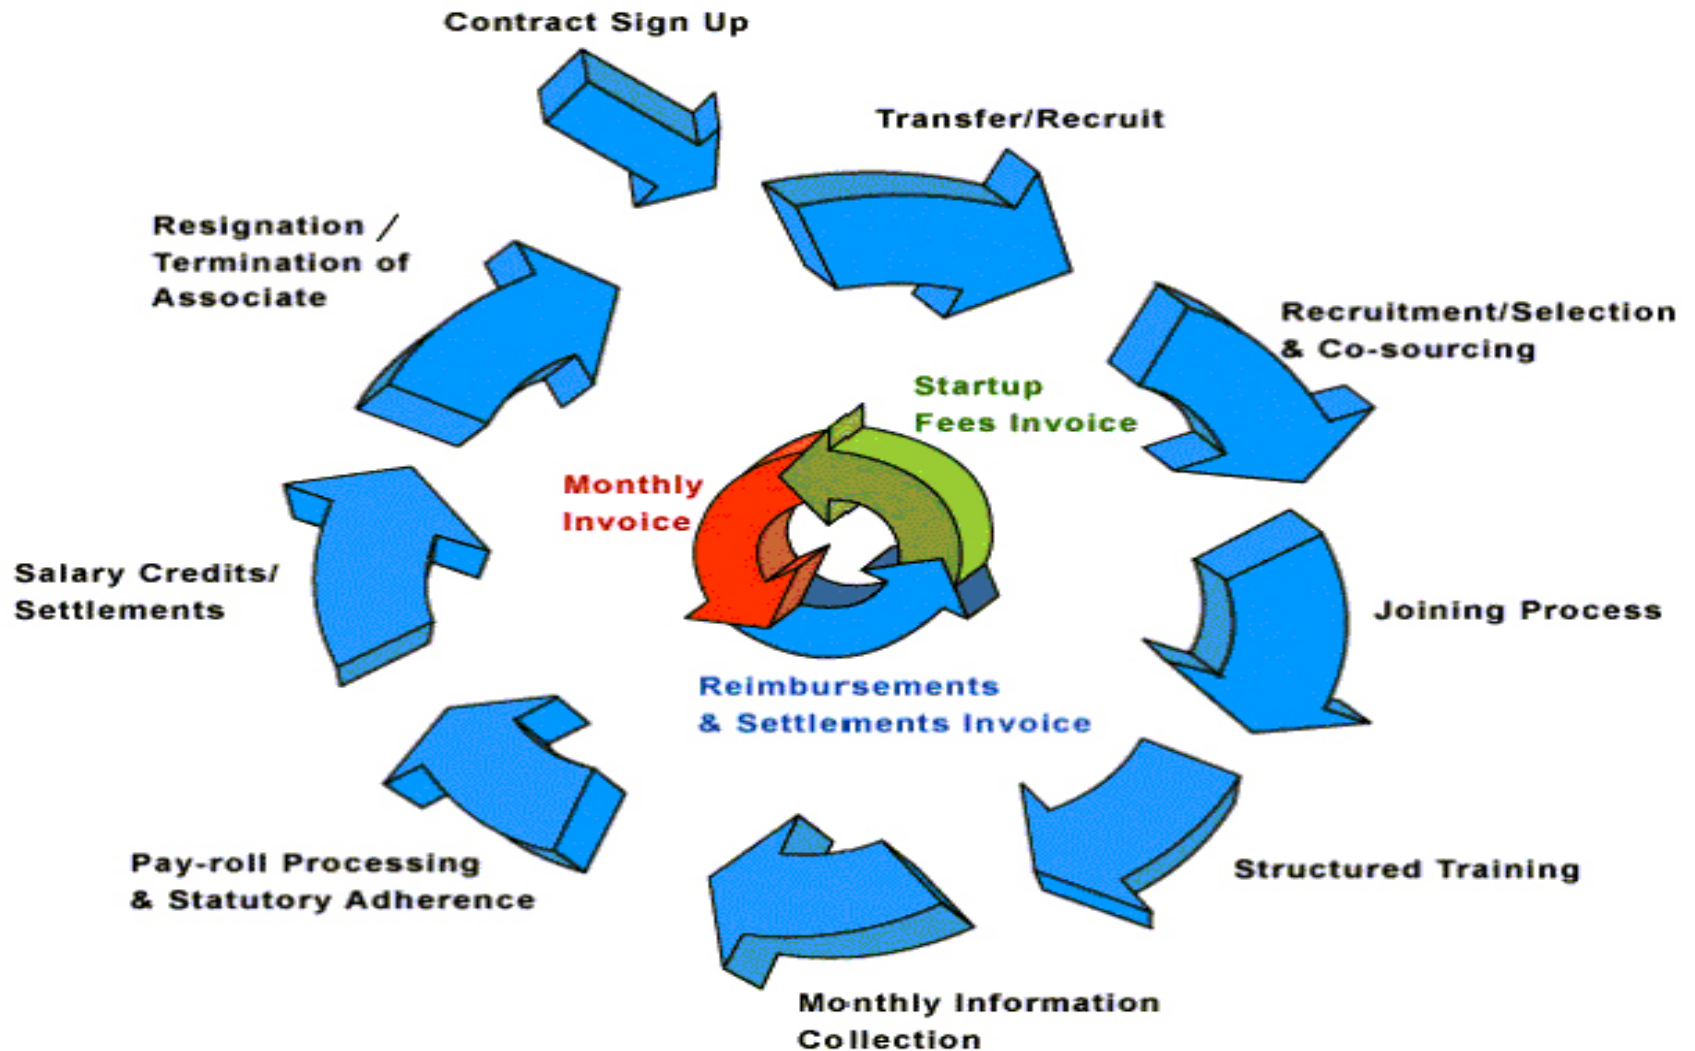 Contract Sign Up
Transfer/Recruit
Recruitment/Selection
& Co-sourcing
Joining Process
Structured Training
Monthly Information
Collection
Pay-roll Processing
& Statutory Adherence
Salary Credits/
Settlements
Resignation /
Termination of
Associate
Startup
Fees Invoice
Monthly
Invoice
Reimbursements
& Settlements Invoice